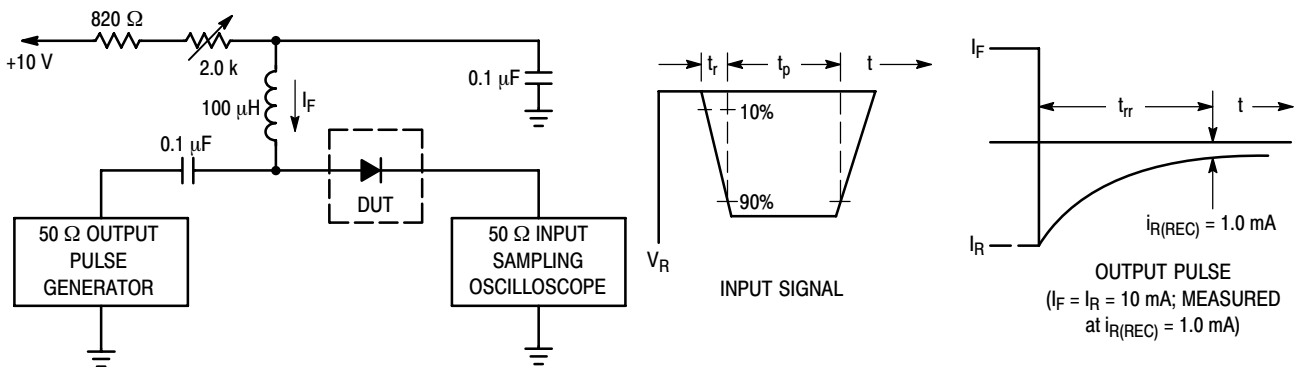 820 Ω
+10 V
2.0 k
100 μH
I_F
0.1 μF
0.1 μF
DUT
50 Ω OUTPUT
PULSE
GENERATOR
50 Ω INPUT
SAMPLING
OSCILLOSCOPE
t_r
t_p
t
10%
90%
V_R
INPUT SIGNAL
I_F
t_rr
t
I_R
i_R(REC) = 1.0 mA
OUTPUT PULSE
(I_F = I_R = 10 mA; MEASURED
at i_R(REC) = 1.0 mA)